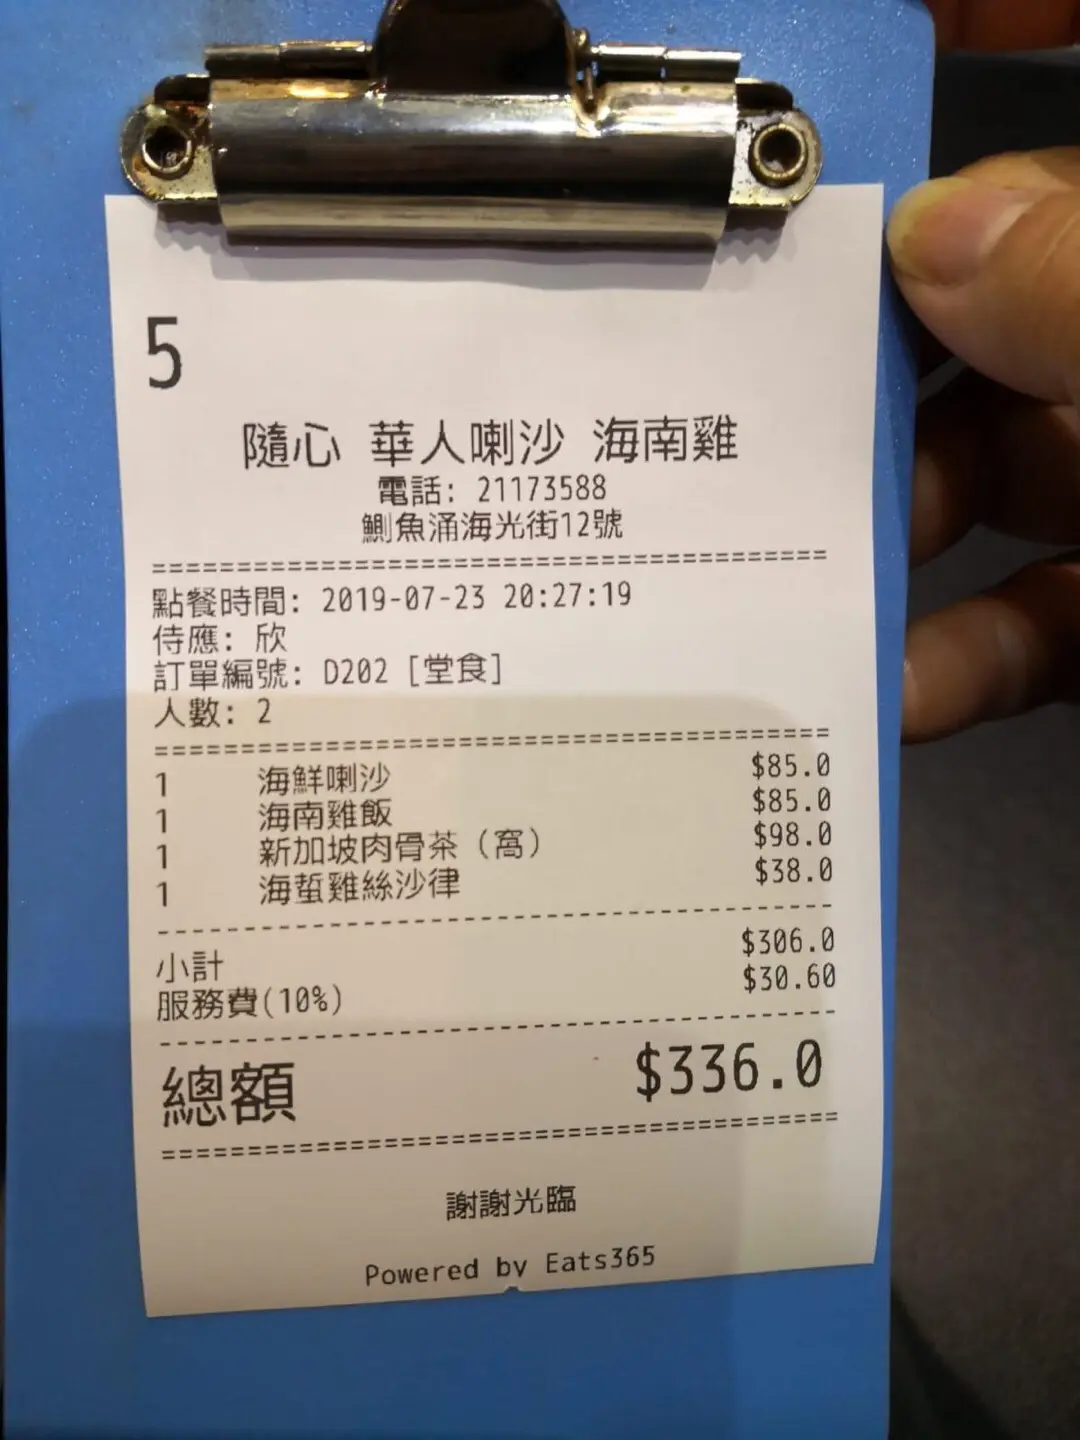 5
隨心 華人喇沙 海南雞
電話: 21173588
鰂魚涌海光街12號
點餐時間: 2019-07-23 20:27:19
侍應: 欣
訂單編號: D202 [堂食]
人數: 2
1 海鮮喇沙 $85.0
1 海南雞飯 $85.0
1 新加坡肉骨茶 (窩) $98.0
1 海蜇雞絲沙律 $38.0
小計 $306.0
服務費(10%) $30.60
總額 $336.0
謝謝光臨
Powered by Eats365